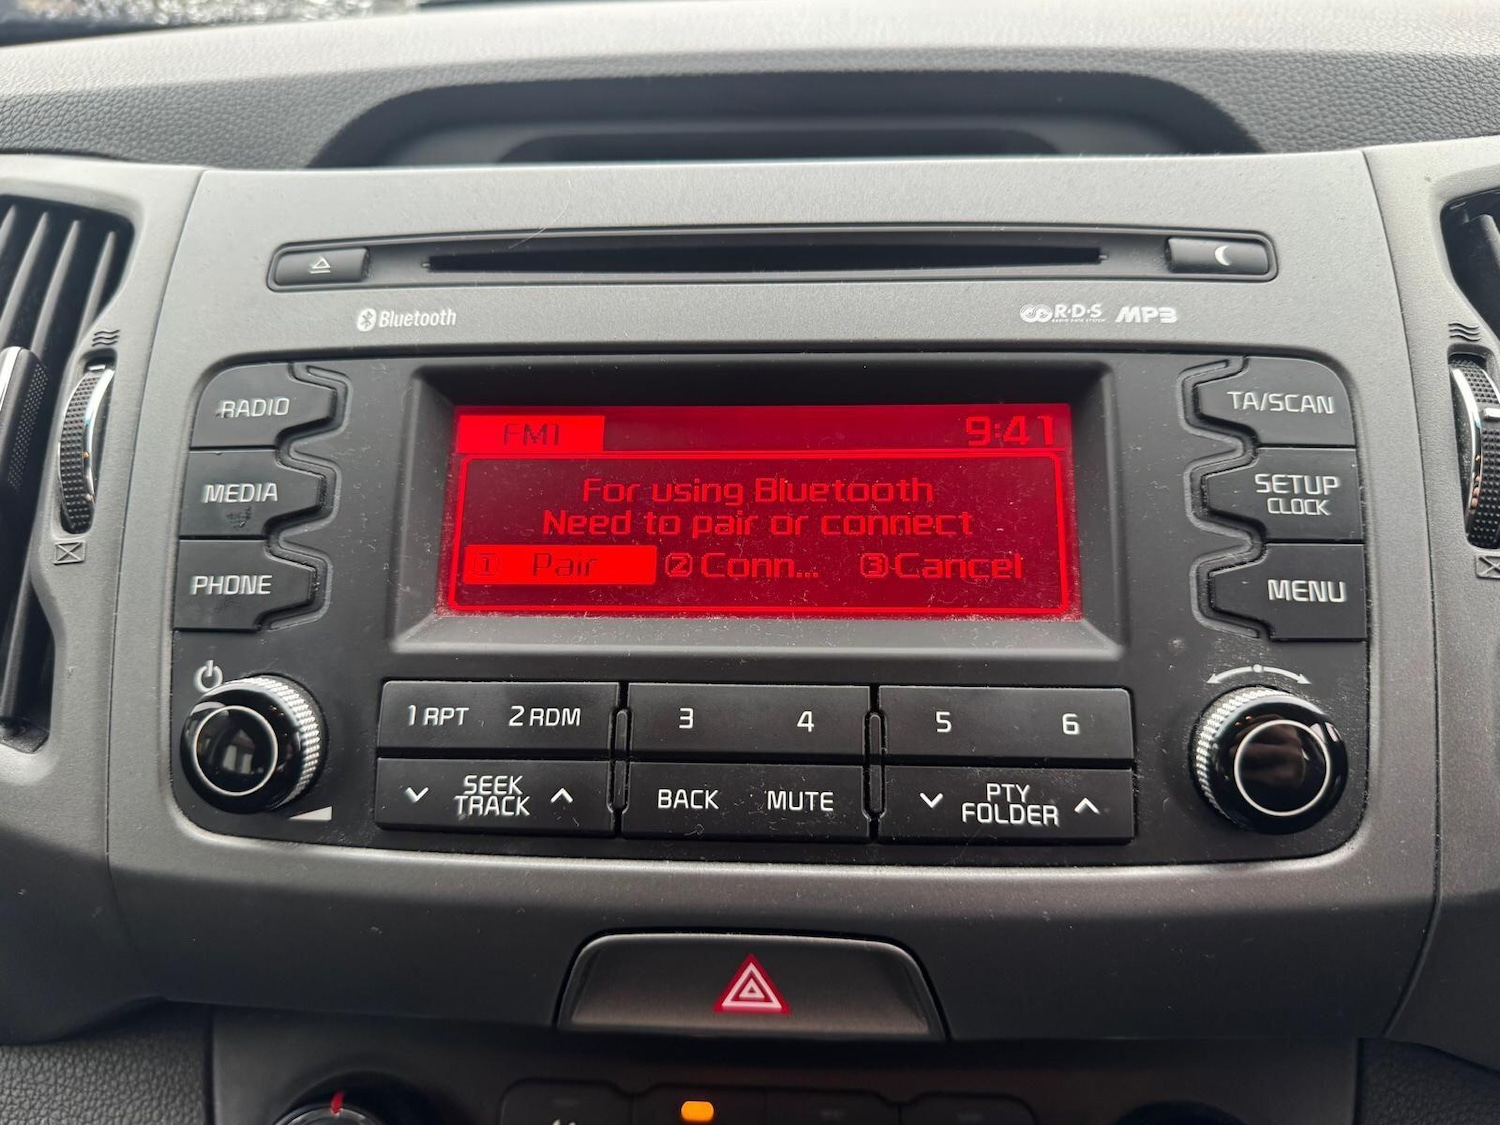 Bluetooth
R·D·S MP3
RADIO
MEDIA
PHONE
FM1 9:41
For using Bluetooth
Need to pair or connect
1 Pair 2 Conn... 3 Cancel
TA/SCAN
SETUP
CLOCK
MENU
1 RPT 2 RDM 3 4 5 6
SEEK
TRACK
BACK MUTE
PTY
FOLDER